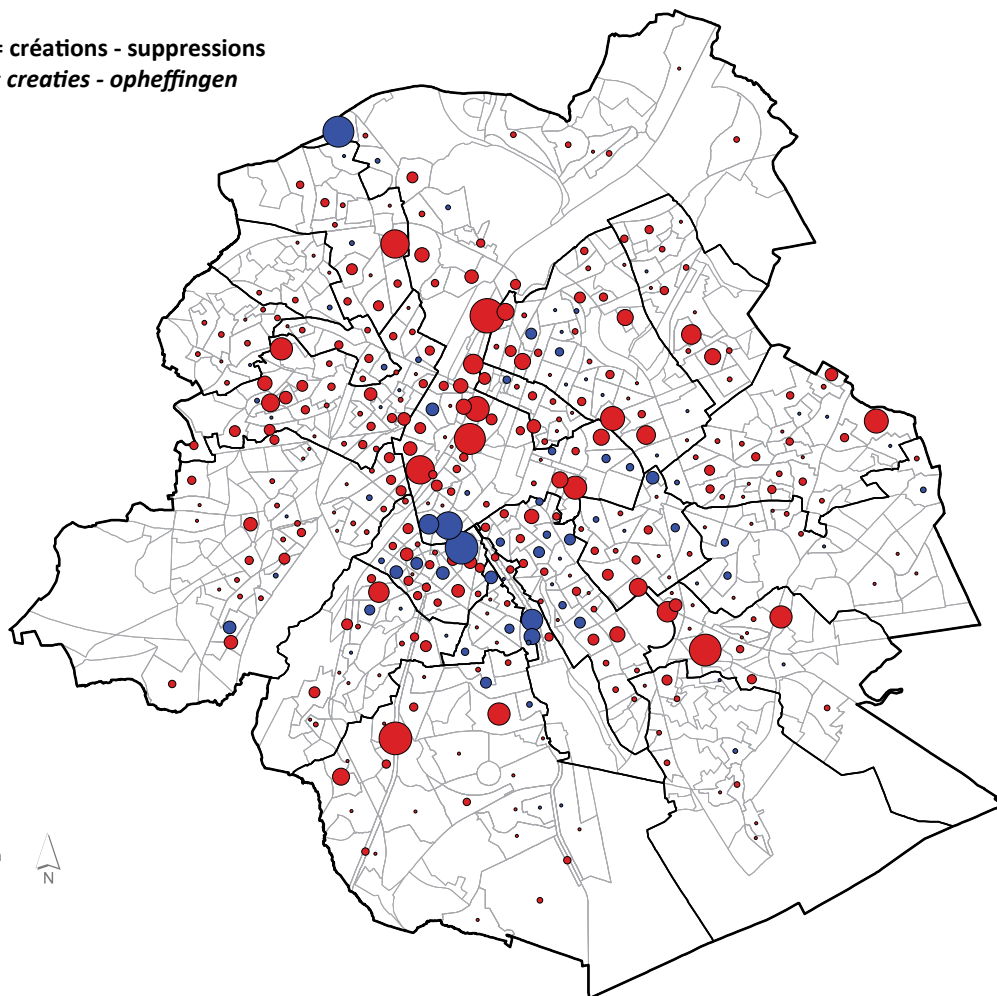 = créations - suppressions
= creaties - opheffingen
N